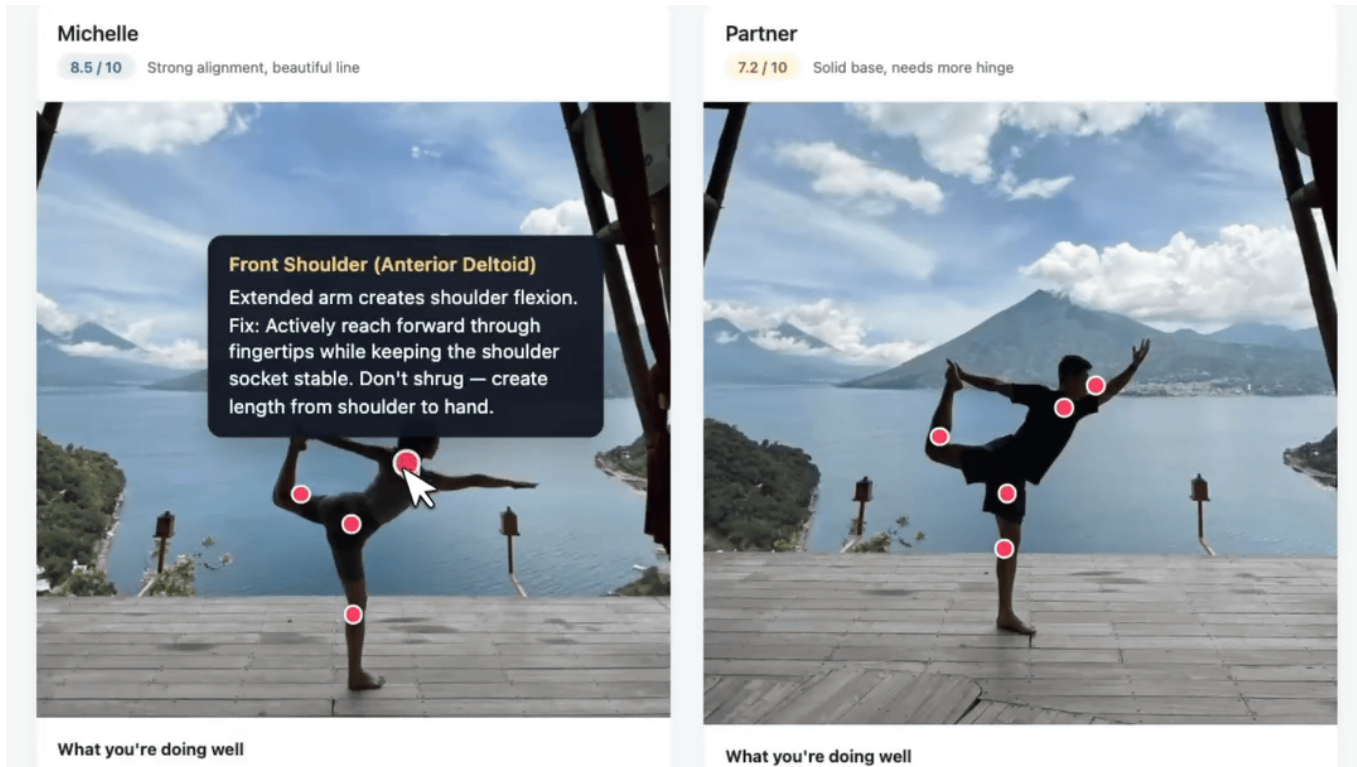 Michelle
8.5 / 10 Strong alignment, beautiful line
Front Shoulder (Anterior Deltoid)
Extended arm creates shoulder flexion.
Fix: Actively reach forward through
fingertips while keeping the shoulder
socket stable. Don't shrug — create
length from shoulder to hand.
What you're doing well
Partner
7.2 / 10 Solid base, needs more hinge
What you're doing well